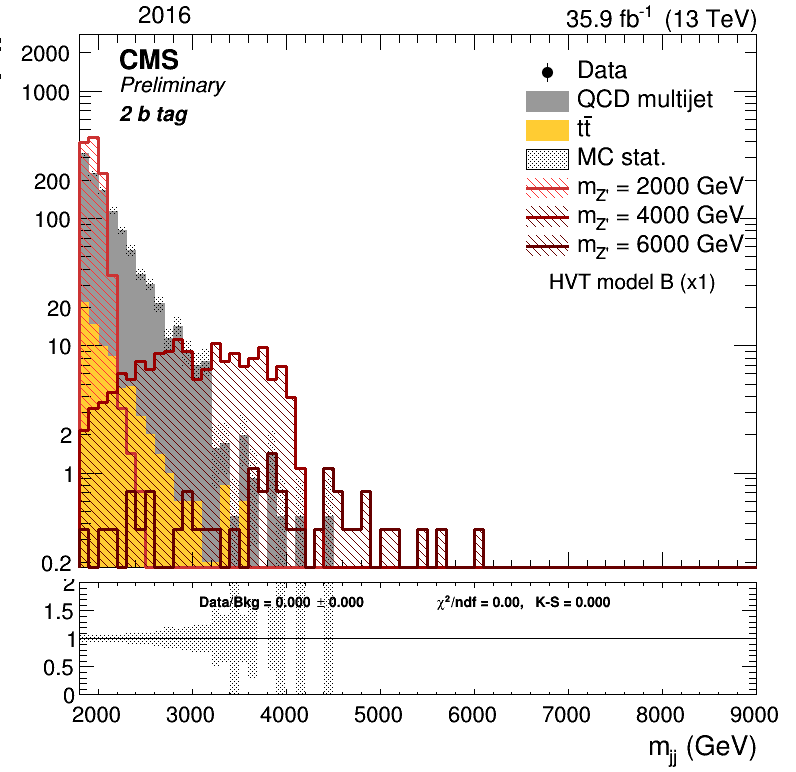 2016
35.9 fb⁻¹ (13 TeV)
CMS
Preliminary
2 b tag
Data
QCD multijet
tt̄
MC stat.
m_Z' = 2000 GeV
m_Z' = 4000 GeV
m_Z' = 6000 GeV
HVT model B (x1)
2000
1000
200
100
20
10
2
1
0.2
Data/Bkg = 0.000 ± 0.000
χ²/ndf = 0.00, K-S = 0.000
2
1.5
1
0.5
0
2000 3000 4000 5000 6000 7000 8000 9000
m_jj (GeV)